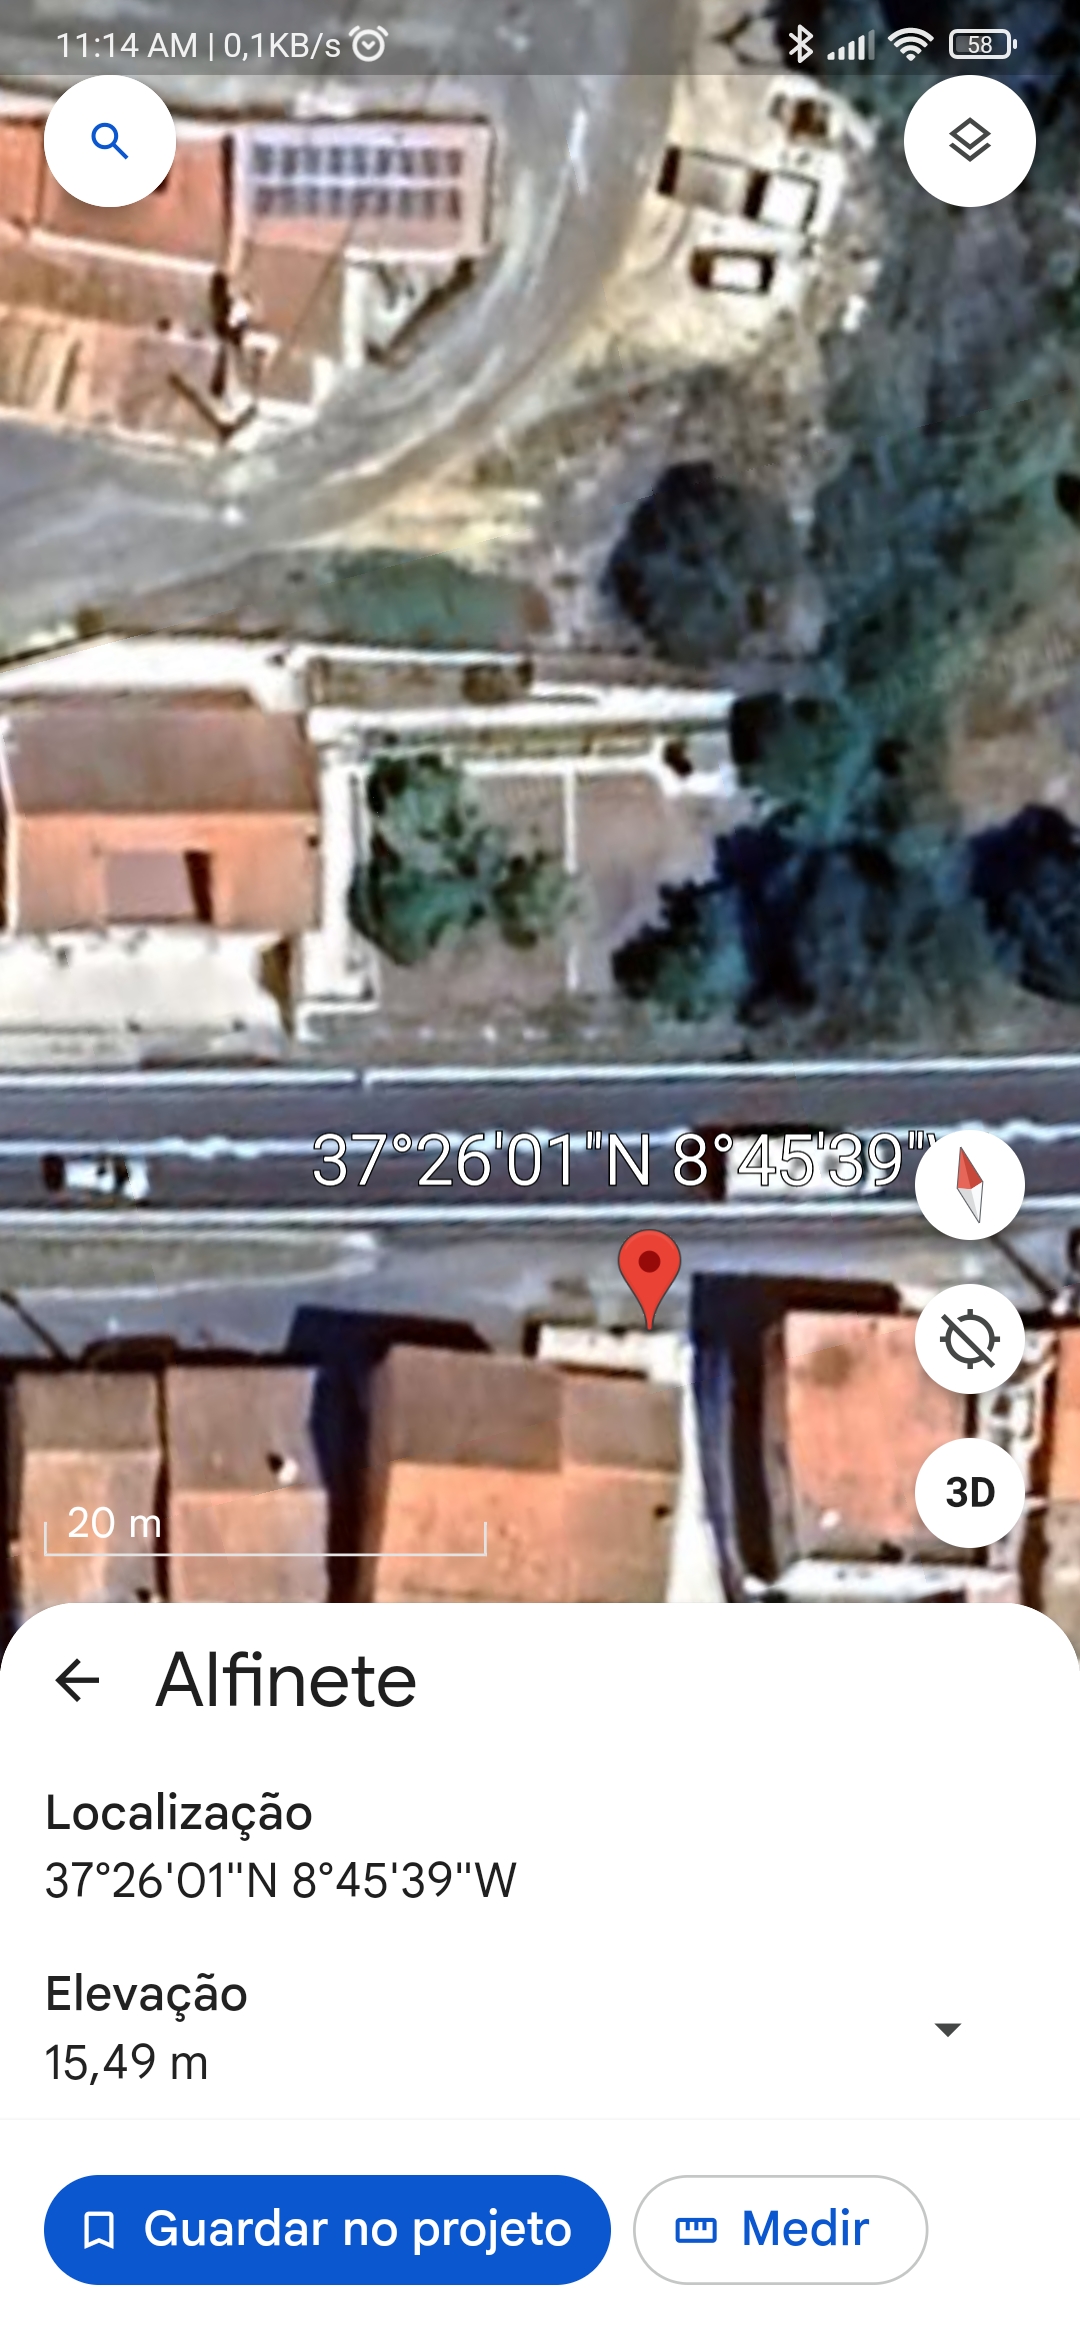 11:14 AM | 0,1KB/s
58
37°26'01"N 8°45'39"
3D
20 m
Alfinete
Localização
37°26'01"N 8°45'39"W
Elevação
15,49 m
Guardar no projeto
Medir